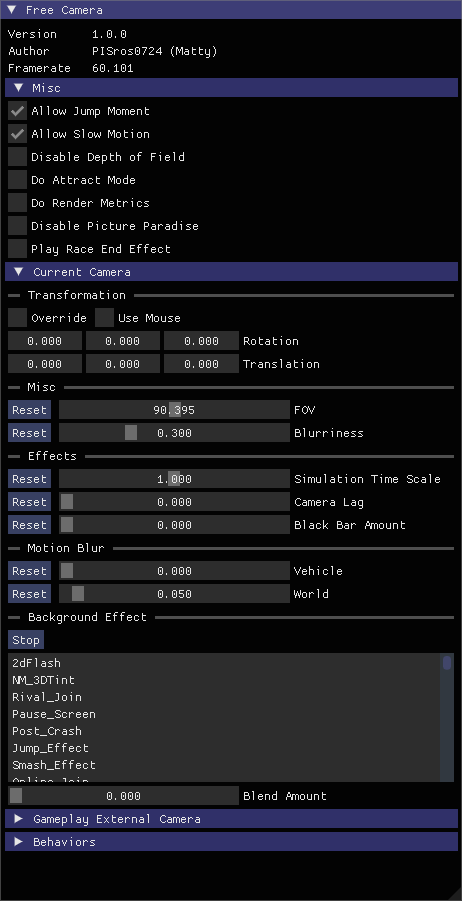 Free Camera
Version 1.0.0
Author PISros0724 (Matty)
Framerate 60.101
Misc
Allow Jump Moment
Allow Slow Motion
Disable Depth of Field
Do Attract Mode
Do Render Metrics
Disable Picture Paradise
Play Race End Effect
Current Camera
Transformation
Override Use Mouse
0.000 0.000 0.000 Rotation
0.000 0.000 0.000 Translation
Misc
Reset 90.395 FOV
Reset 0.300 Blurriness
Effects
Reset 1.000 Simulation Time Scale
Reset 0.000 Camera Lag
Reset 0.000 Black Bar Amount
Motion Blur
Reset 0.000 Vehicle
Reset 0.050 World
Background Effect
Stop
2dFlash
NM_3DTint
Rival_Join
Pause_Screen
Post_Crash
Jump_Effect
Smash_Effect
Online_Join
0.000 Blend Amount
Gameplay External Camera
Behaviors